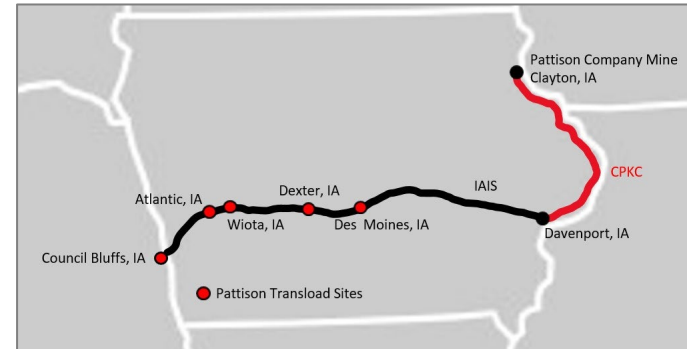 Pattison Company Mine
Clayton, IA
CPKC
IAIS
Dexter, IA
Atlantic, IA
Wiota, IA
Des Moines, IA
Davenport, IA
Council Bluffs, IA
Pattison Transload Sites